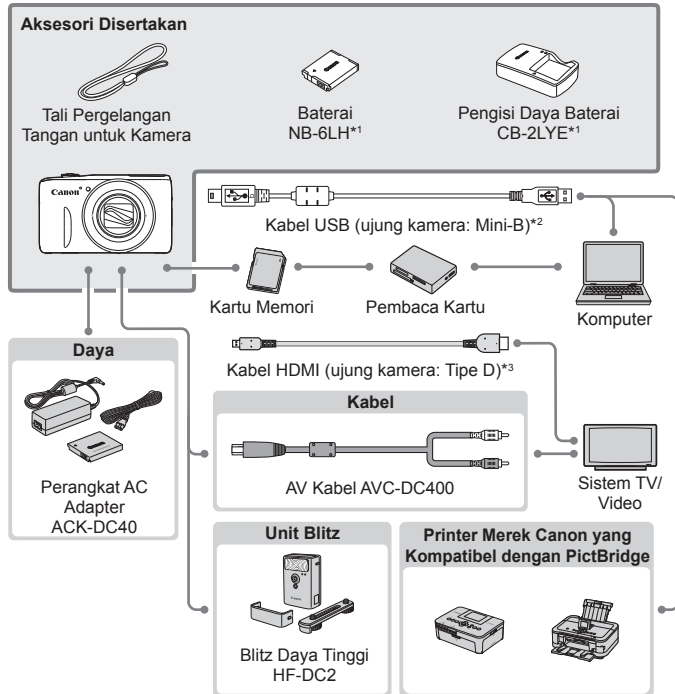 Aksesori Disertakan
Tali Pergelangan
Tangan untuk Kamera
Baterai
NB-6LH*1
Pengisi Daya Baterai
CB-2LYE*1
Canon
Kabel USB (ujung kamera: Mini-B)*2
Kartu Memori
Pembaca Kartu
Komputer
Kabel HDMI (ujung kamera: Tipe D)*3
Daya
Perangkat AC
Adapter
ACK-DC40
Kabel
AV Kabel AVC-DC400
Sistem TV/
Video
Unit Blitz
Blitz Daya Tinggi
HF-DC2
Printer Merek Canon yang
Kompatibel dengan PictBridge